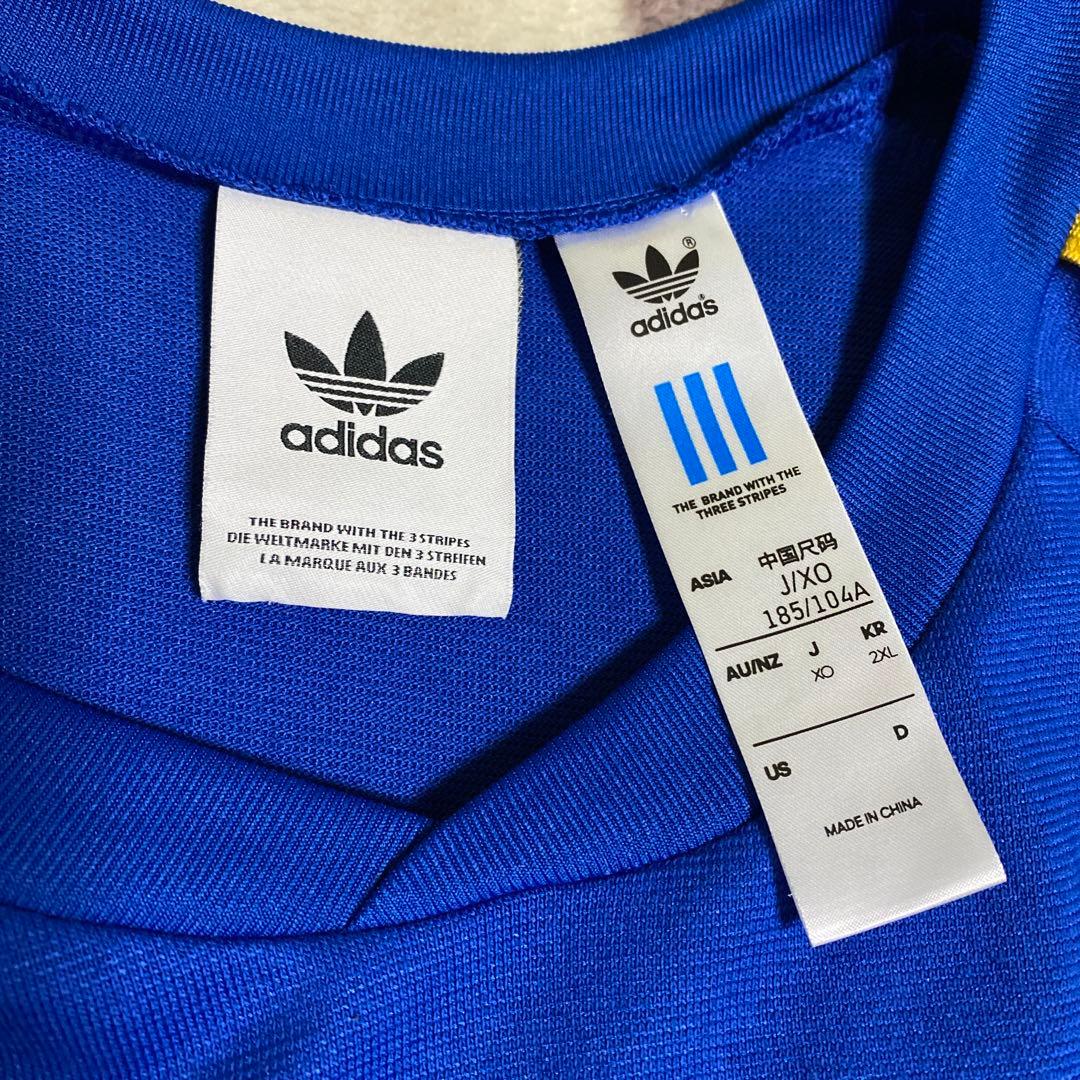 adidas
THE BRAND WITH THE 3 STRIPES
DIE WELTMARKE MIT DEN 3 STREIFEN
LA MARQUE AUX 3 BANDES
®
adidas®
THE BRAND WITH THE
THREE STRIPES
ASIA 中国尺码
J/XO
185/104A
AU/NZ J KR
XO 2XL
US D
MADE IN CHINA